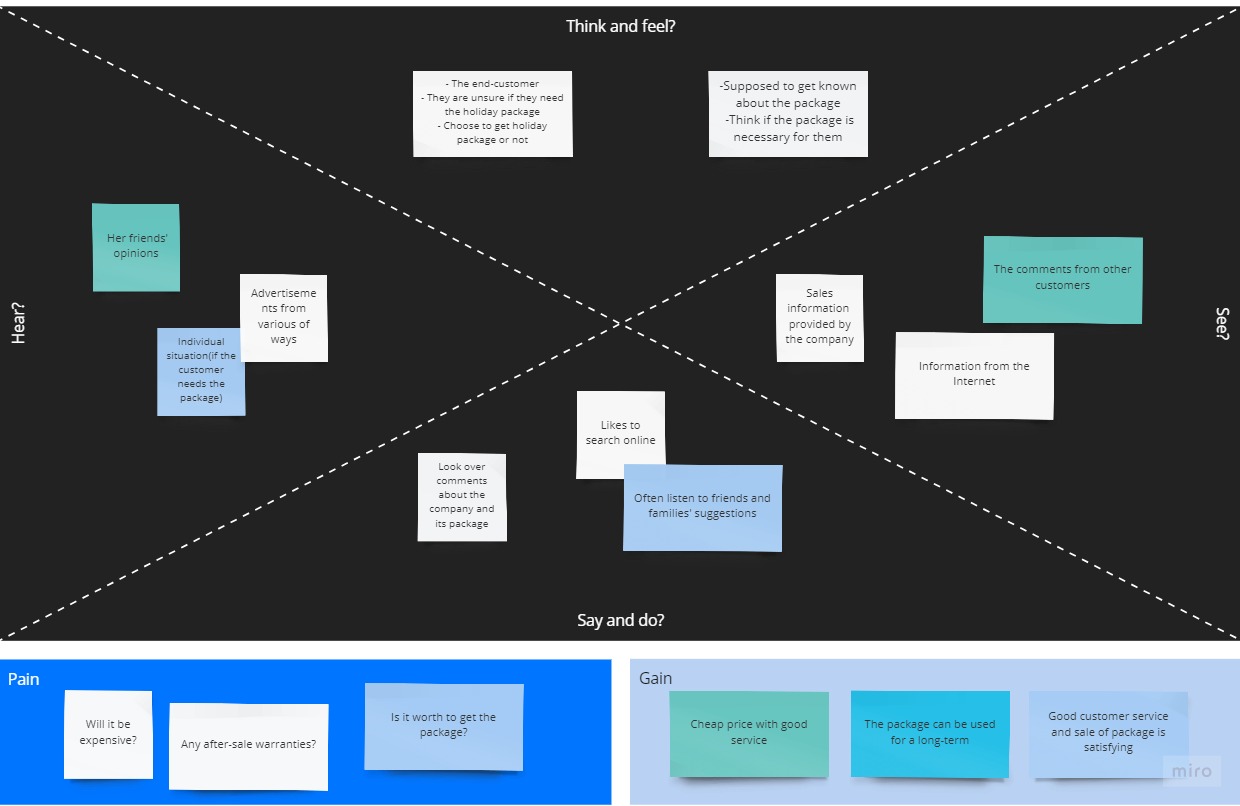 Think and feel?
- The end-customer
- They are unsure if they need
the holiday package
- Choose to get holiday
package or not
-Supposed to get known
about the package
-Think if the package is
necessary for them
Hear?
Her friends'
opinions
Advertiseme
nts from
various of
ways
Individual
situation(if the
customer
needs the
package)
See?
The comments from other
customers
Sales
information
provided by
the company
Information from the
Internet
Likes to
search online
Look over
comments
about the
company and
its package
Often listen to friends and
families' suggestions
Say and do?
Pain
Will it be
expensive?
Any after-sale warranties?
Is it worth to get the
package?
Gain
Cheap price with good
service
The package can be used
for a long-term
Good customer service
and sale of package is
satisfying
miro